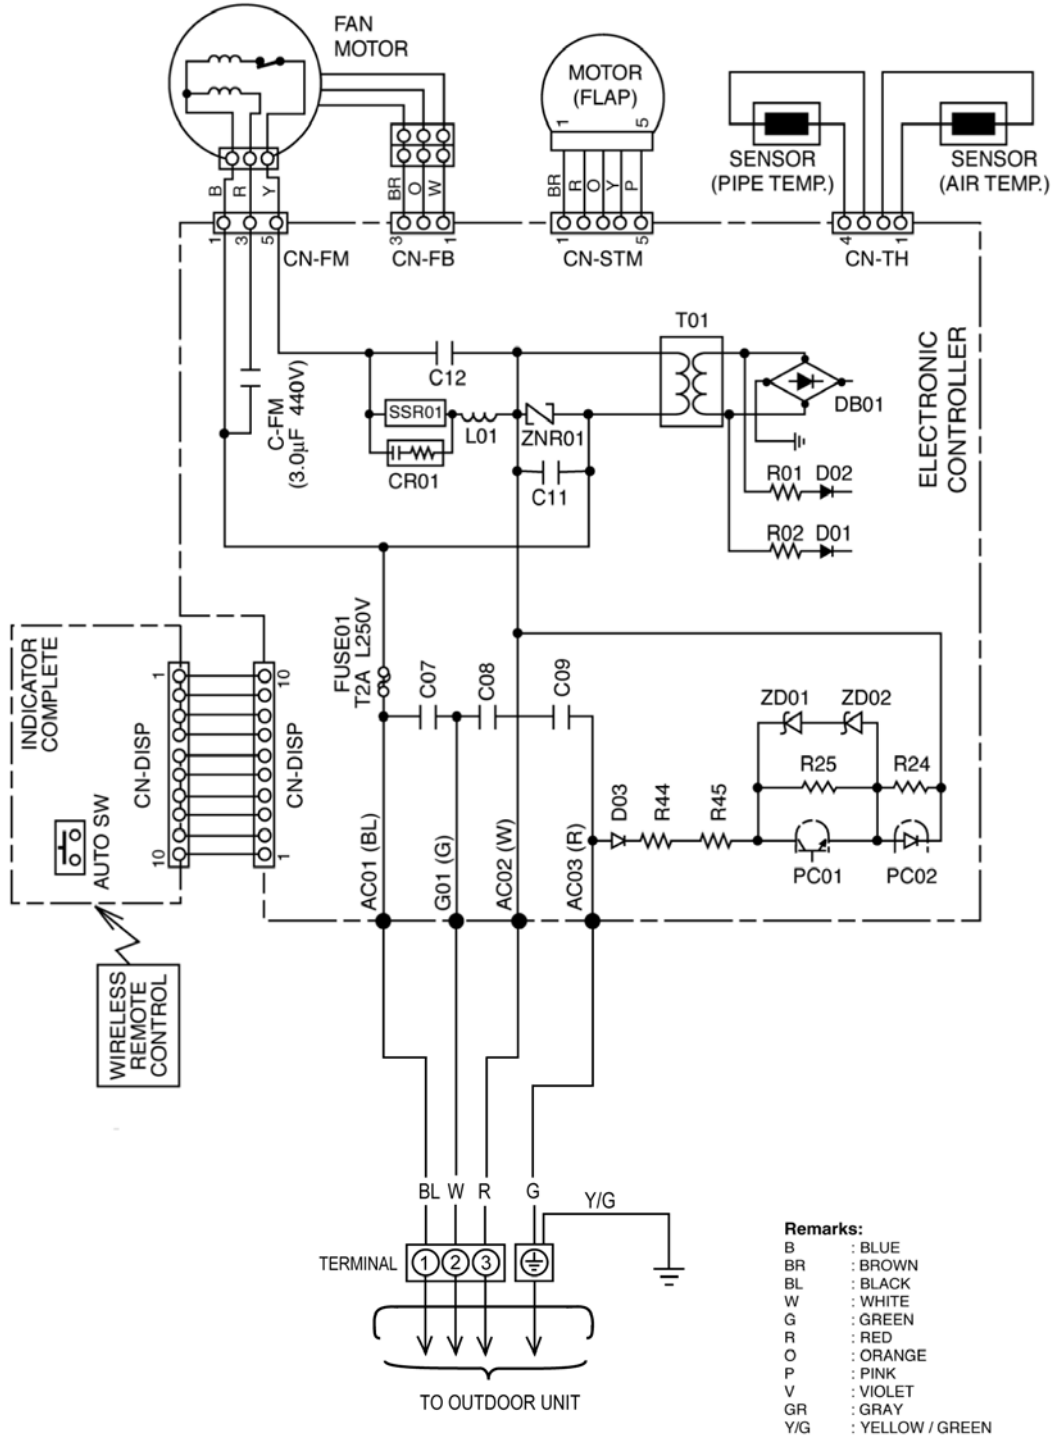 FAN
MOTOR
MOTOR
(FLAP)
1
5
SENSOR
(PIPE TEMP.)
SENSOR
(AIR TEMP.)
B
R
Y
BR
O
W
BR
R
O
Y
P
1
3
5
CN-FM
3
1
CN-FB
1
5
CN-STM
4
1
CN-TH
T01
C12
SSR01
L01
ZNR01
CR01
C11
C-FM
(3.0µF 440V)
DB01
R01 D02
R02 D01
ELECTRONIC
CONTROLLER
FUSE01
T2A L250V
C07
C08
C09
ZD01
ZD02
R25
R24
D03
R44
R45
PC01
PC02
INDICATOR
COMPLETE
1
10
CN-DISP
10
1
CN-DISP
AUTO SW
AC01 (BL)
G01 (G)
AC02 (W)
AC03 (R)
WIRELESS
REMOTE
CONTROL
BL W R G
Y/G
TERMINAL
1 2 3
TO OUTDOOR UNIT
Remarks:
B : BLUE
BR : BROWN
BL : BLACK
W : WHITE
G : GREEN
R : RED
O : ORANGE
P : PINK
V : VIOLET
GR : GRAY
Y/G : YELLOW / GREEN